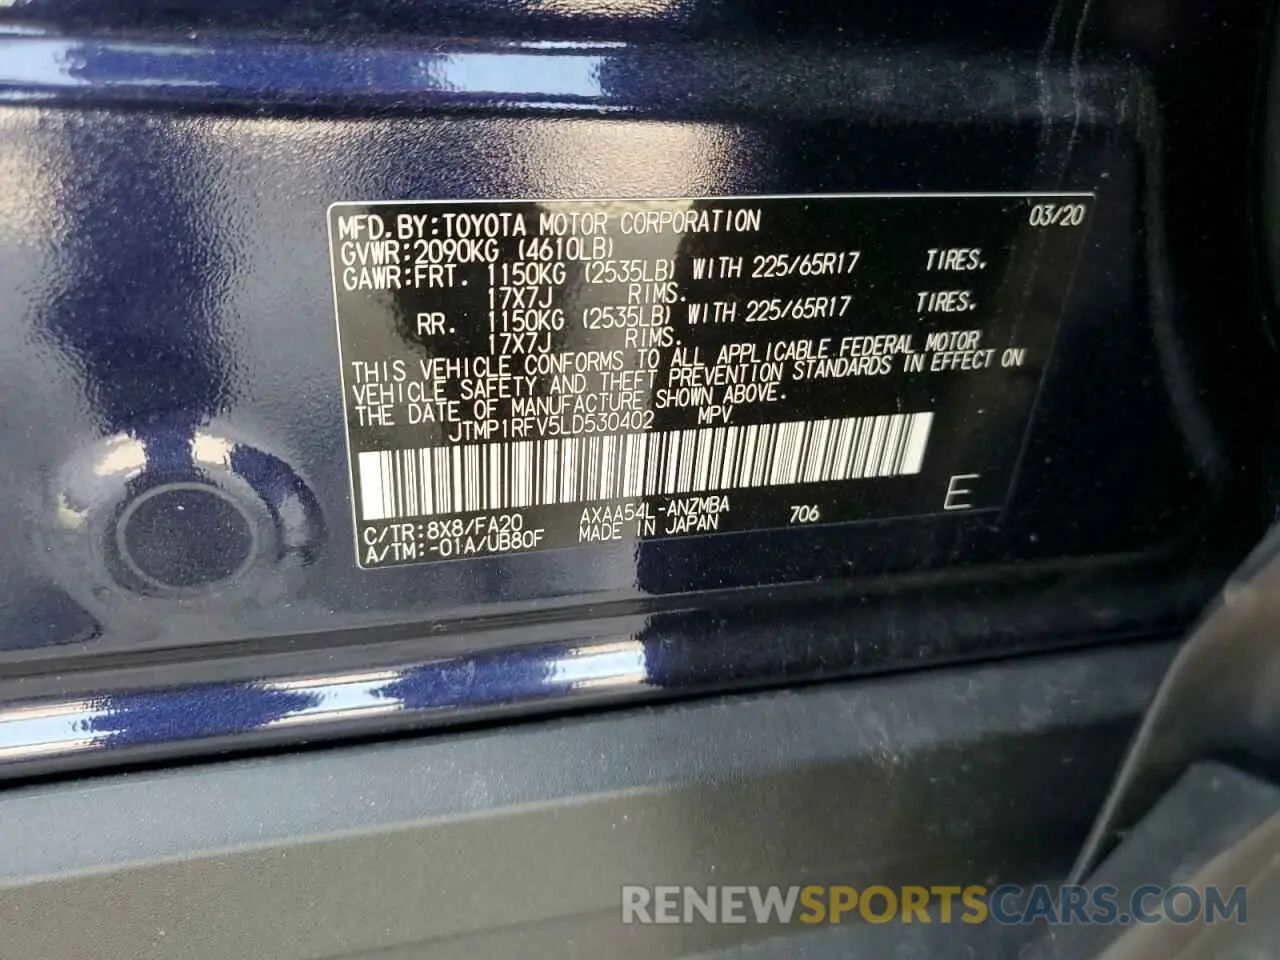 MFD.BY:TOYOTA MOTOR CORPORATION 03/20
GVWR:2090KG (4610LB)
GAWR:FRT. 1150KG (2535LB) WITH 225/65R17 TIRES.
17X7J RIMS.
RR. 1150KG (2535LB) WITH 225/65R17 TIRES.
17X7J RIMS.
THIS VEHICLE CONFORMS TO ALL APPLICABLE FEDERAL MOTOR
VEHICLE SAFETY AND THEFT PREVENTION STANDARDS IN EFFECT ON
THE DATE OF MANUFACTURE SHOWN ABOVE.
JTMP1RFV5LD530402 MPV
C/TR:8X8/FA20 AXAA54L-ANZMBA 706 E
A/TM:-01A/UB80F MADE IN JAPAN
RENEWSPORTSCARS.COM